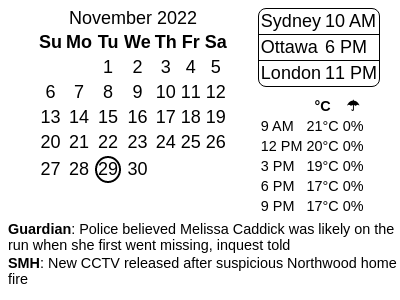 November 2022
Su Mo Tu We Th Fr Sa
1 2 3 4 5
6 7 8 9 10 11 12
13 14 15 16 17 18 19
20 21 22 23 24 25 26
27 28 29 30
Sydney 10 AM
Ottawa 6 PM
London 11 PM
°C ☂
9 AM 21°C 0%
12 PM 20°C 0%
3 PM 19°C 0%
6 PM 17°C 0%
9 PM 17°C 0%
Guardian: Police believed Melissa Caddick was likely on the
run when she first went missing, inquest told
SMH: New CCTV released after suspicious Northwood home
fire